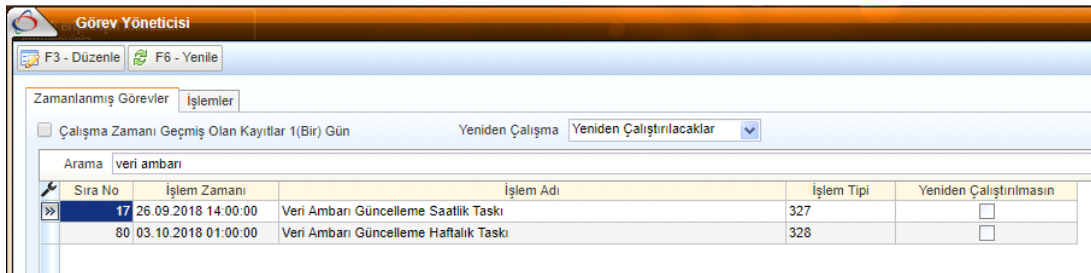 Görev Yöneticisi
F3 - Düzenle F6 - Yenile
Zamanlanmış Görevler İşlemler
Çalışma Zamanı Geçmiş Olan Kayıtlar 1(Bir) Gün Yeniden Çalışma Yeniden Çalıştırılacaklar
Arama veri ambarı
Sıra No İşlem Zamanı İşlem Adı İşlem Tipi Yeniden Çalıştırılmasın
17 26.09.2018 14:00:00 Veri Ambarı Güncelleme Saatlik Taskı 327
80 03.10.2018 01:00:00 Veri Ambarı Güncelleme Haftalık Taskı 328